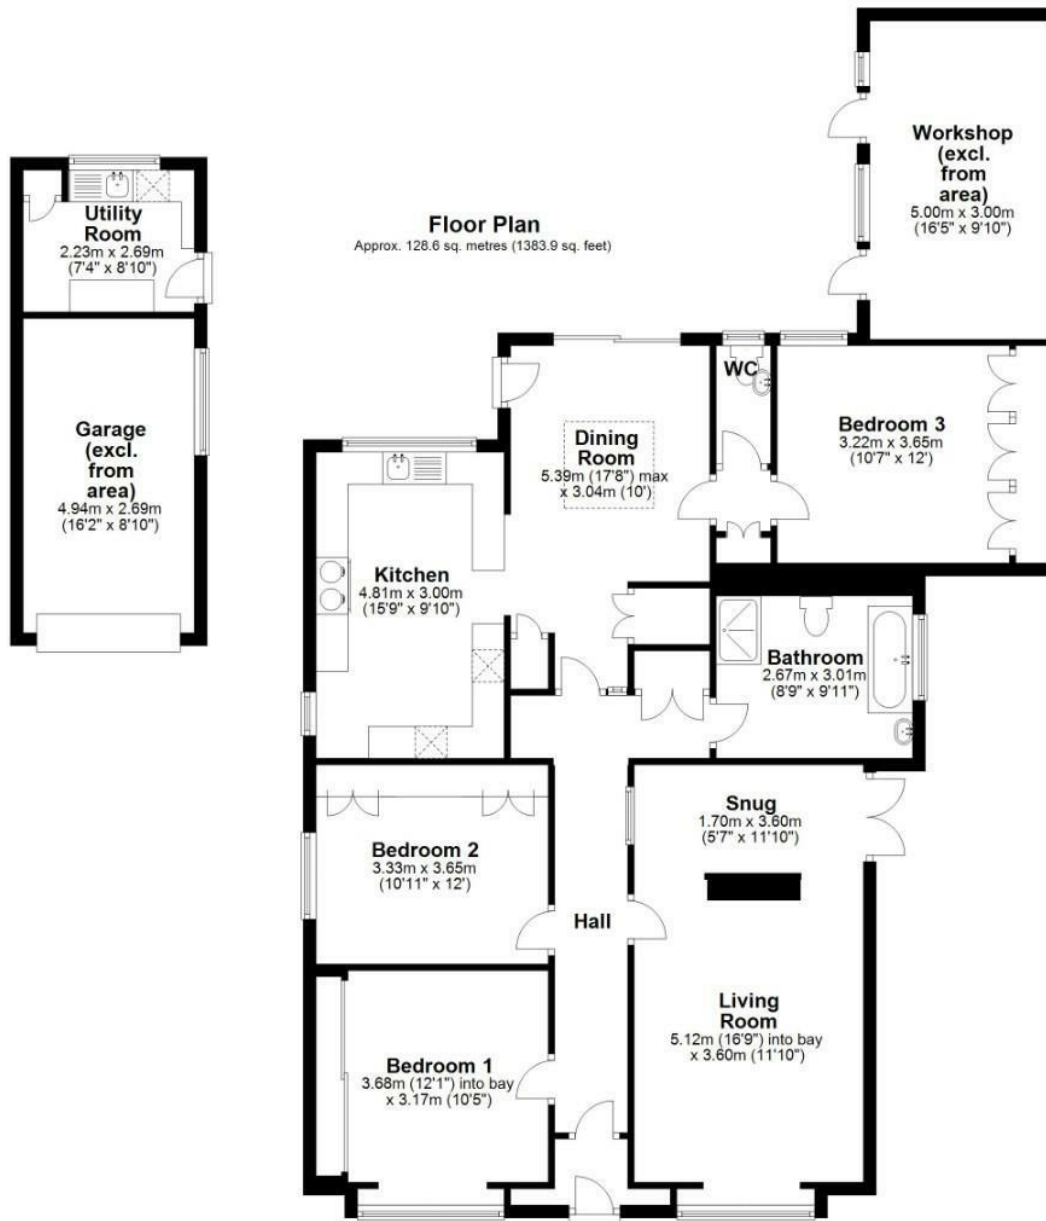 Floor Plan
Approx. 128.6 sq. metres (1383.9 sq. feet)
Workshop
(excl.
from
area)
5.00m x 3.00m
(16'5" x 9'10")
Utility
Room
2.23m x 2.69m
(7'4" x 8'10")
Garage
(excl.
from
area)
4.94m x 2.69m
(16'2" x 8'10")
WC
Bedroom 3
3.22m x 3.65m
(10'7" x 12')
Dining
Room
5.39m (17'8") max
x 3.04m (10')
Kitchen
4.81m x 3.00m
(15'9" x 9'10")
Bathroom
2.67m x 3.01m
(8'9" x 9'11")
Snug
1.70m x 3.60m
(5'7" x 11'10")
Bedroom 2
3.33m x 3.65m
(10'11" x 12')
Hall
Living
Room
5.12m (16'9") into bay
x 3.60m (11'10")
Bedroom 1
3.68m (12'1") into bay
x 3.17m (10'5")